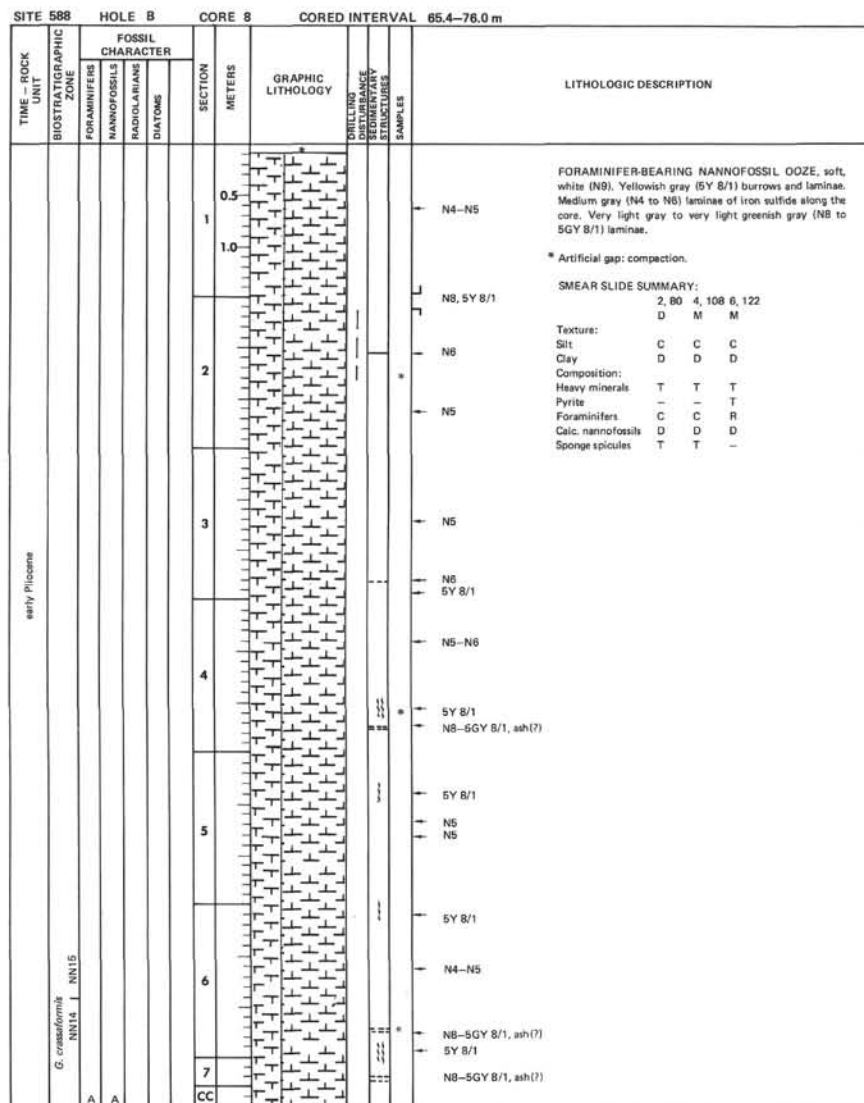 SITE 588 HOLE B CORE 8 CORED INTERVAL 65.4–76.0 m
TIME – ROCK UNIT
BIOSTRATIGRAPHIC ZONE
FOSSIL CHARACTER
FORAMINIFERS
NANNOFOSSILS
RADIOLARIANS
DIATOMS
SECTION
METERS
GRAPHIC LITHOLOGY
DRILLING DISTURBANCE
SEDIMENTARY STRUCTURES
SAMPLES
LITHOLOGIC DESCRIPTION
early Pliocene
G. crassaformis
NN14 | NN15
A A
1
0.5
1.0
2
3
4
5
6
7
CC
*
N4–N5
N8, 5Y 8/1
N6
*
N5
N5
N6
5Y 8/1
N5–N6
5Y 8/1
*
N8–5GY 8/1, ash(?)
5Y 8/1
N5
N5
5Y 8/1
N4–N5
*
N8–5GY 8/1, ash(?)
5Y 8/1
N8–5GY 8/1, ash(?)
FORAMINIFER-BEARING NANNOFOSSIL OOZE, soft,
white (N9). Yellowish gray (5Y 8/1) burrows and laminae.
Medium gray (N4 to N6) laminae of iron sulfide along the
core. Very light gray to very light greenish gray (N8 to
5GY 8/1) laminae.
* Artificial gap: compaction.
SMEAR SLIDE SUMMARY:
2, 80 4, 108 6, 122
D M M
Texture:
Silt C C C
Clay D D D
Composition:
Heavy minerals T T T
Pyrite – – T
Foraminifers C C R
Calc. nannofossils D D D
Sponge spicules T T –